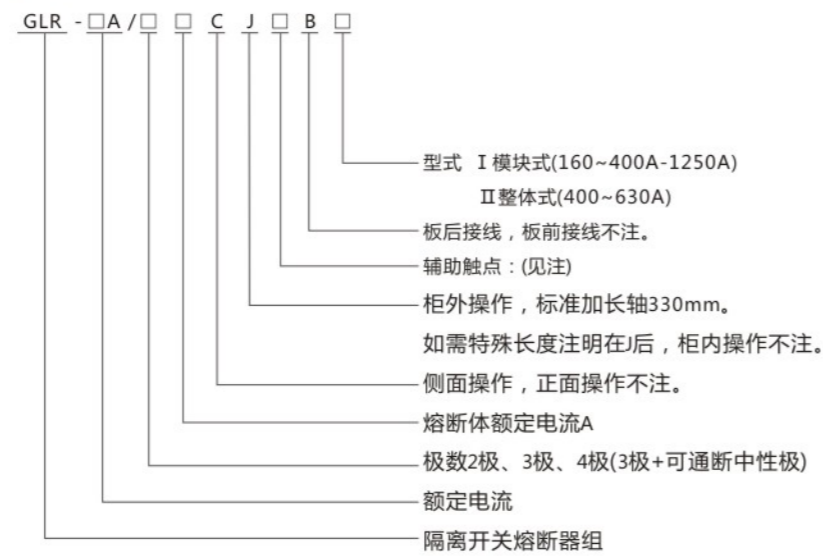 GLR - □A / □ □ C J □ B □
型式 Ⅰ模块式(160~400A-1250A)
Ⅱ整体式(400~630A)
板后接线，板前接线不注。
辅助触点：(见注)
柜外操作，标准加长轴330mm。
如需特殊长度注明在J后，柜内操作不注。
侧面操作，正面操作不注。
熔断体额定电流A
极数2极、3极、4极(3极+可通断中性极)
额定电流
隔离开关熔断器组